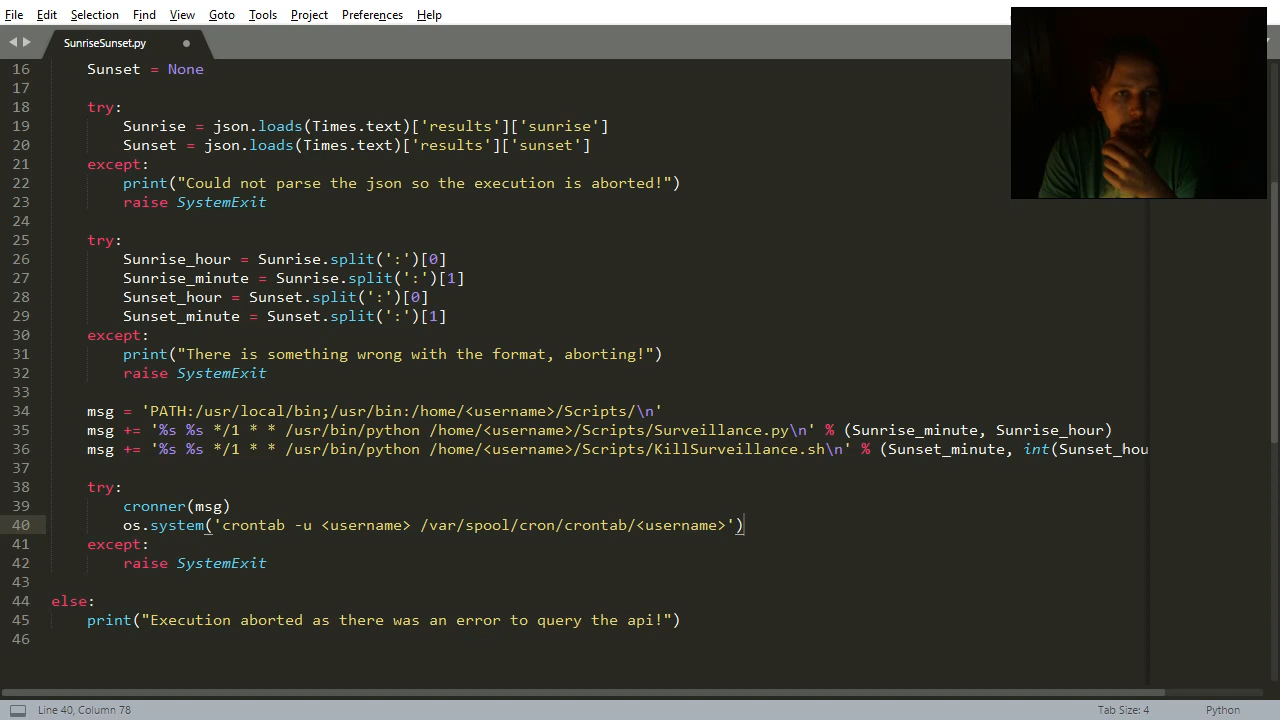 File Edit Selection Find View Goto Tools Project Preferences Help
SunriseSunset.py
16 Sunset = None
17
18 try:
19 Sunrise = json.loads(Times.text)['results']['sunrise']
20 Sunset = json.loads(Times.text)['results']['sunset']
21 except:
22 print("Could not parse the json so the execution is aborted!")
23 raise SystemExit
24
25 try:
26 Sunrise_hour = Sunrise.split(':')[0]
27 Sunrise_minute = Sunrise.split(':')[1]
28 Sunset_hour = Sunset.split(':')[0]
29 Sunset_minute = Sunset.split(':')[1]
30 except:
31 print("There is something wrong with the format, aborting!")
32 raise SystemExit
33
34 msg = 'PATH:/usr/local/bin;/usr/bin:/home/<username>/Scripts/\n'
35 msg += '%s %s */1 * * /usr/bin/python /home/<username>/Scripts/Surveillance.py\n' % (Sunrise_minute, Sunrise_hour)
36 msg += '%s %s */1 * * /usr/bin/python /home/<username>/Scripts/KillSurveillance.sh\n' % (Sunset_minute, int(Sunset_hou
37
38 try:
39 cronner(msg)
40 os.system('crontab -u <username> /var/spool/cron/crontab/<username>')
41 except:
42 raise SystemExit
43
44 else:
45 print("Execution aborted as there was an error to query the api!")
46
Line 40, Column 78 Tab Size: 4 Python